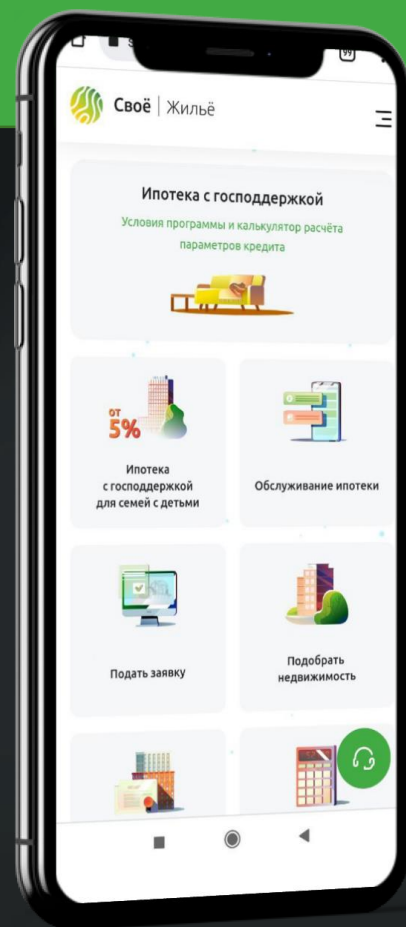 99
Своё | Жильё
Ипотека с господдержкой
Условия программы и калькулятор расчёта
параметров кредита
от
5%
Ипотека
с господдержкой
для семей с детьми
Обслуживание ипотеки
Подать заявку
Подобрать
недвижимость